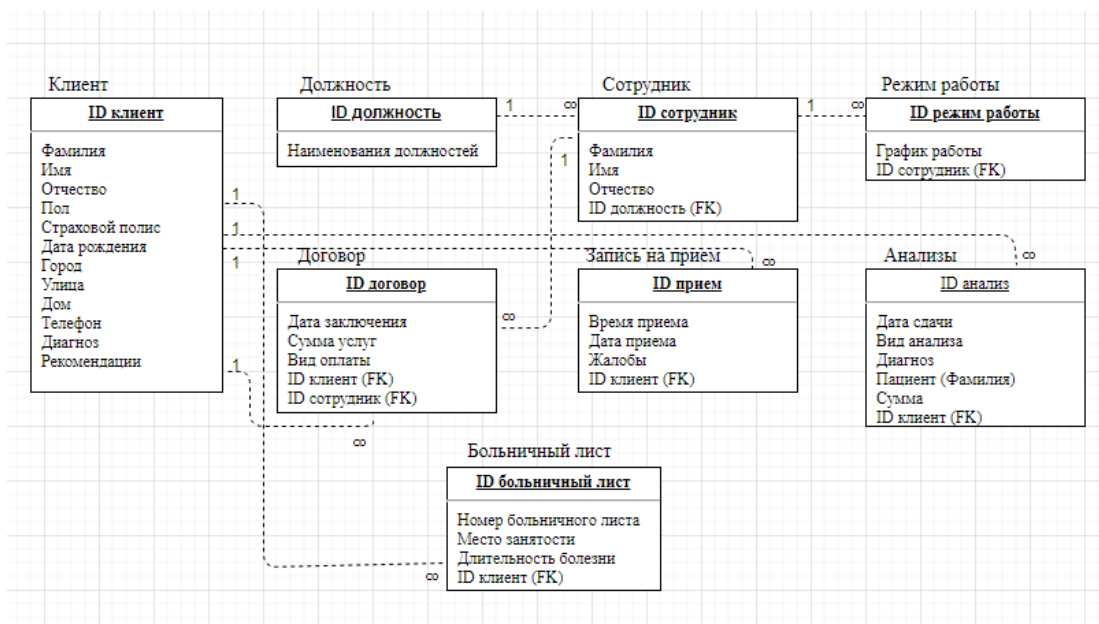 Клиент
ID клиент
Фамилия
Имя
Отчество
Пол
Страховой полис
Дата рождения
Город
Улица
Дом
Телефон
Диагноз
Рекомендации
Должность
ID должность
Наименования должностей
Сотрудник
ID сотрудник
Фамилия
Имя
Отчество
ID должность (FK)
Режим работы
ID режим работы
График работы
ID сотрудник (FK)
Договор
ID договор
Дата заключения
Сумма услуг
Вид оплаты
ID клиент (FK)
ID сотрудник (FK)
Запись на прием
ID прием
Время приема
Дата приема
Жалобы
ID клиент (FK)
Анализы
ID анализ
Дата сдачи
Вид анализа
Диагноз
Пациент (Фамилия)
Сумма
ID клиент (FK)
Больничный лист
ID больничный лист
Номер больничного листа
Место занятости
Длительность болезни
ID клиент (FK)
1
∞
1
∞
1
∞
1
1
1
∞
∞
1
∞
∞